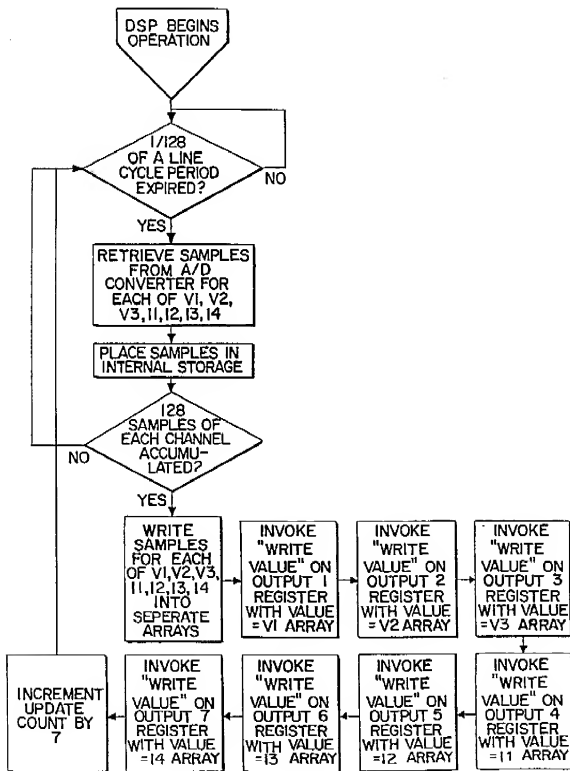 DSP BEGINS
OPERATION
1/128
OF A LINE
CYCLE PERIOD
EXPIRED?
NO
YES
RETRIEVE SAMPLES
FROM A/D
CONVERTER FOR
EACH OF V1, V2,
V3,I1,I2,I3,I4
PLACE SAMPLES IN
INTERNAL STORAGE
128
SAMPLES OF
EACH CHANNEL
ACCUMU-
LATED?
NO
YES
WRITE
SAMPLES
FOR EACH
OF V1,V2,V3,
I1,I2,I3,I4
INTO
SEPERATE
ARRAYS
INVOKE
"WRITE
VALUE" ON
OUTPUT 1
REGISTER
WITH VALUE
=V1 ARRAY
INVOKE
"WRITE
VALUE" ON
OUTPUT 2
REGISTER
WITH VALUE
=V2 ARRAY
INVOKE
"WRITE
VALUE" ON
OUTPUT 3
REGISTER
WITH VALUE
=V3 ARRAY
INVOKE
"WRITE
VALUE" ON
OUTPUT 4
REGISTER
WITH VALUE
=I1 ARRAY
INVOKE
"WRITE
VALUE" ON
OUTPUT 5
REGISTER
WITH VALUE
=I2 ARRAY
INVOKE
"WRITE
VALUE" ON
OUTPUT 6
REGISTER
WITH VALUE
=I3 ARRAY
INVOKE
"WRITE
VALUE" ON
OUTPUT 7
REGISTER
WITH VALUE
=I4 ARRAY
INCREMENT
UPDATE
COUNT BY
7